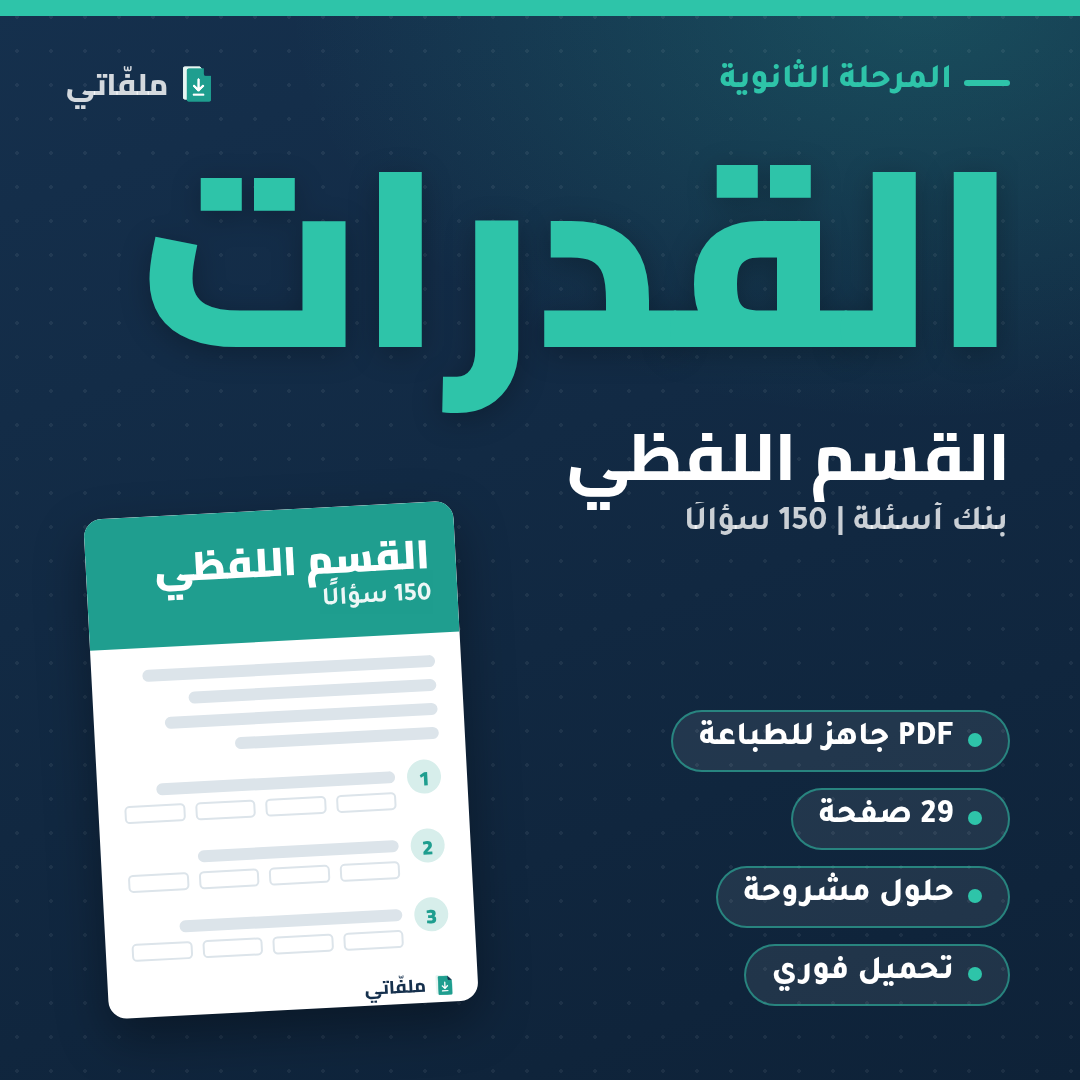 المرحلة الثانوية
ملفّاتي
القدرات
القسم اللفظي
بنك أسئلة | 150 سؤالًا
القسم اللفظي
150 سؤالًا
1
2
3
ملفّاتي
PDF جاهز للطباعة
29 صفحة
حلول مشروحة
تحميل فوري